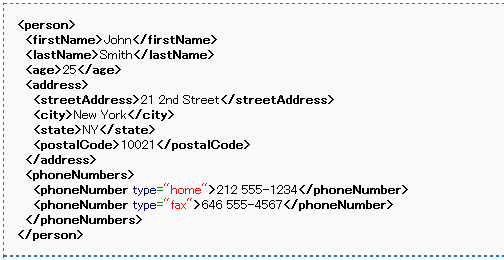 <person>
<firstName>John</firstName>
<lastName>Smith</lastName>
<age>25</age>
<address>
<streetAddress>21 2nd Street</streetAddress>
<city>New York</city>
<state>NY</state>
<postalCode>10021</postalCode>
</address>
<phoneNumbers>
<phoneNumber type="home">212 555-1234</phoneNumber>
<phoneNumber type="fax">646 555-4567</phoneNumber>
</phoneNumbers>
</person>